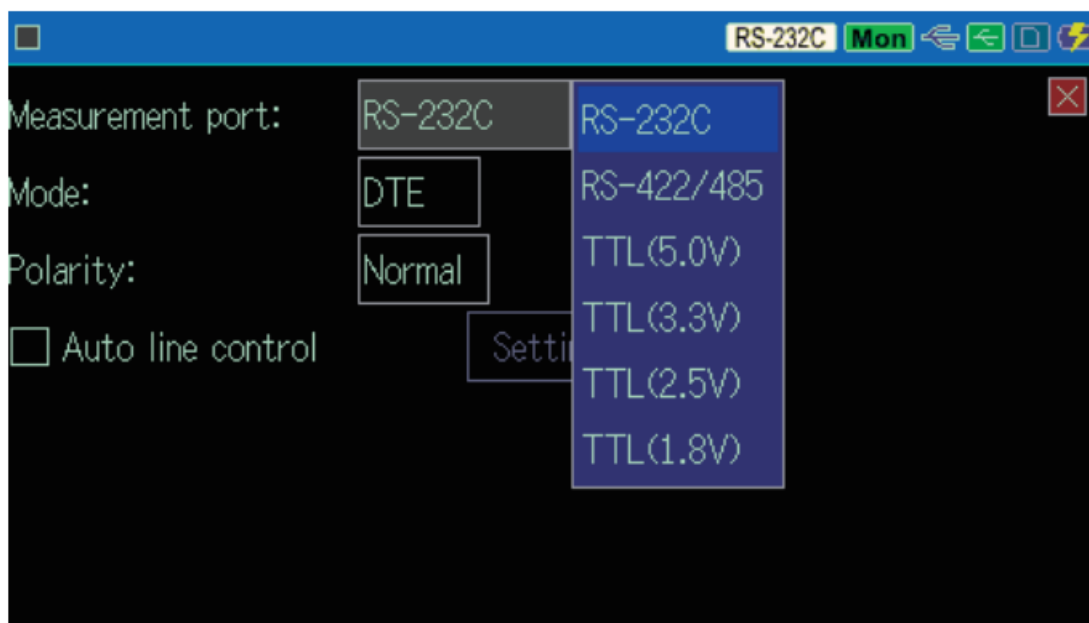 RS-232C Mon
Measurement port: RS-232C
Mode: DTE
Polarity: Normal
Auto line control
RS-232C
RS-422/485
TTL(5.0V)
TTL(3.3V)
TTL(2.5V)
TTL(1.8V)